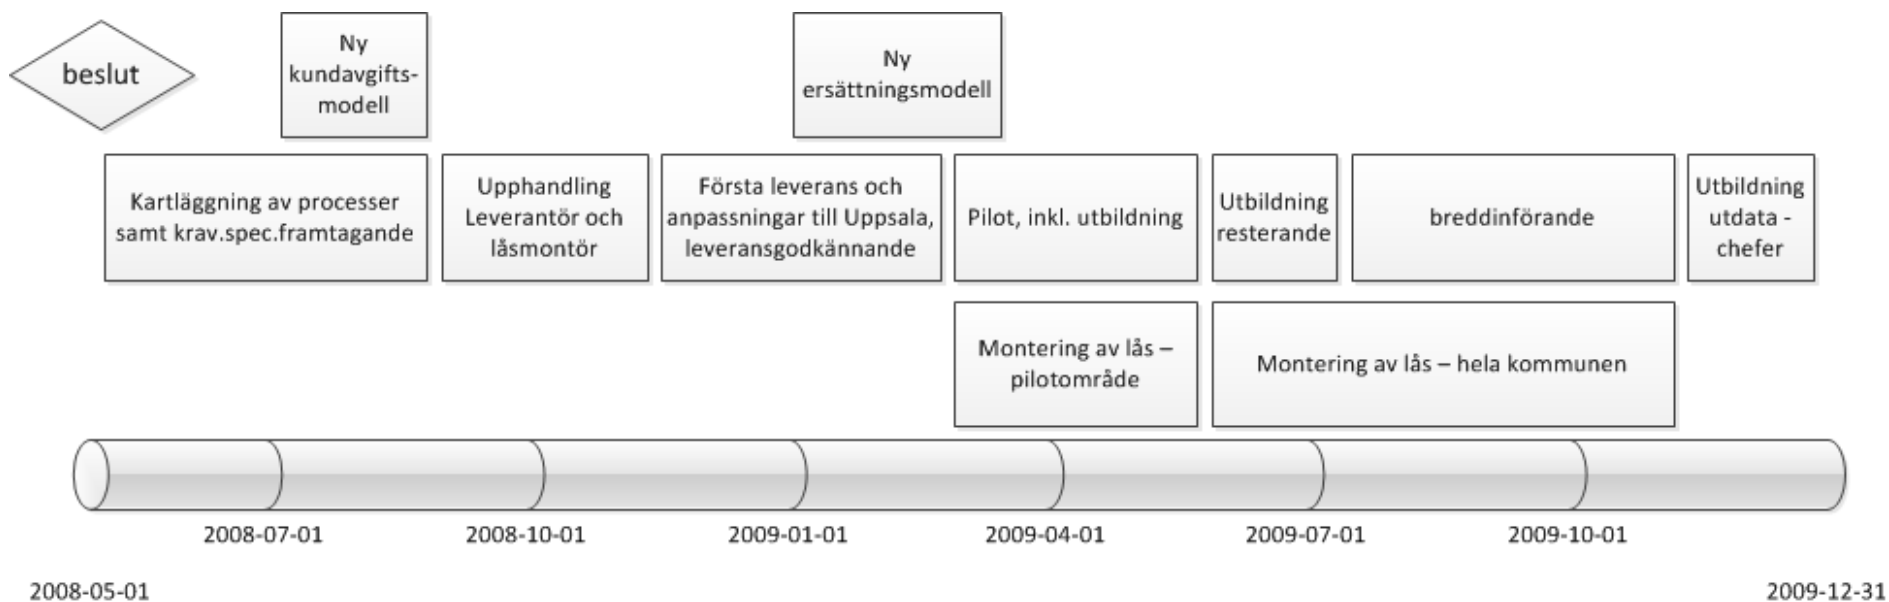 beslut
Ny
kundavgifts-
modell
Ny
ersättningsmodell
Kartläggning av processer
samt krav.spec.framtagande
Upphandling
Leverantör och
låsmontör
Första leverans och
anpassningar till Uppsala,
leveransgodkännande
Pilot, inkl. utbildning
Utbildning
resterande
breddinförande
Utbildning
utdata -
chefer
Montering av lås –
pilotområde
Montering av lås – hela kommunen
2008-07-01
2008-10-01
2009-01-01
2009-04-01
2009-07-01
2009-10-01
2008-05-01
2009-12-31